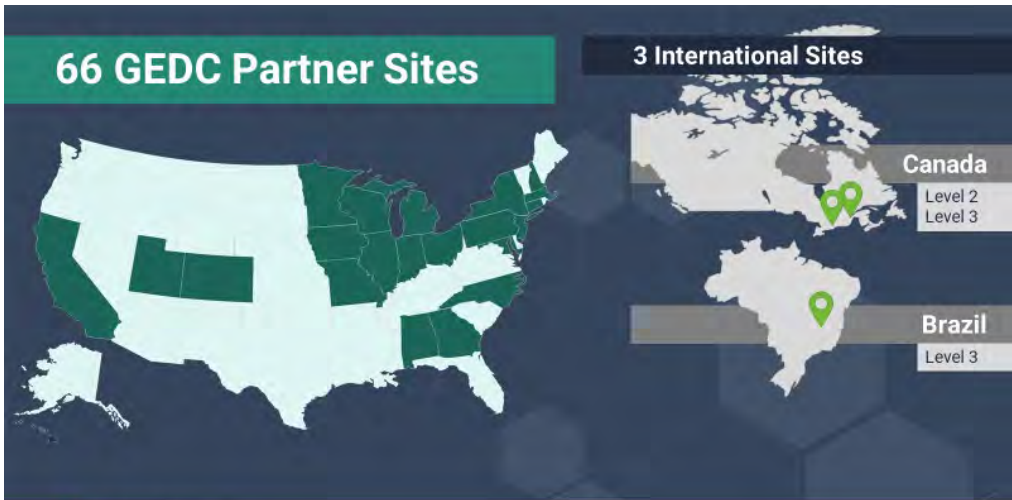 66 GEDC Partner Sites
3 International Sites
Canada
Level 2
Level 3
Brazil
Level 3